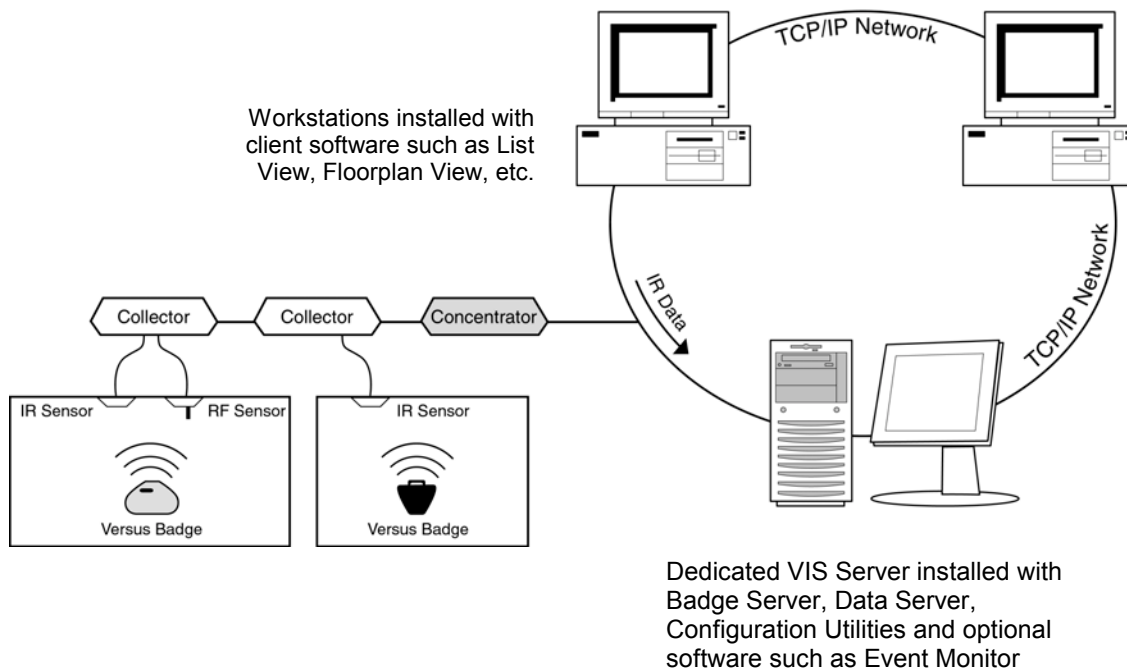 TCP/IP Network
Workstations installed with
client software such as List
View, Floorplan View, etc.
IR Data
TCP/IP Network
Collector
Collector
Concentrator
IR Sensor
RF Sensor
IR Sensor
Versus Badge
Versus Badge
Dedicated VIS Server installed with
Badge Server, Data Server,
Configuration Utilities and optional
software such as Event Monitor